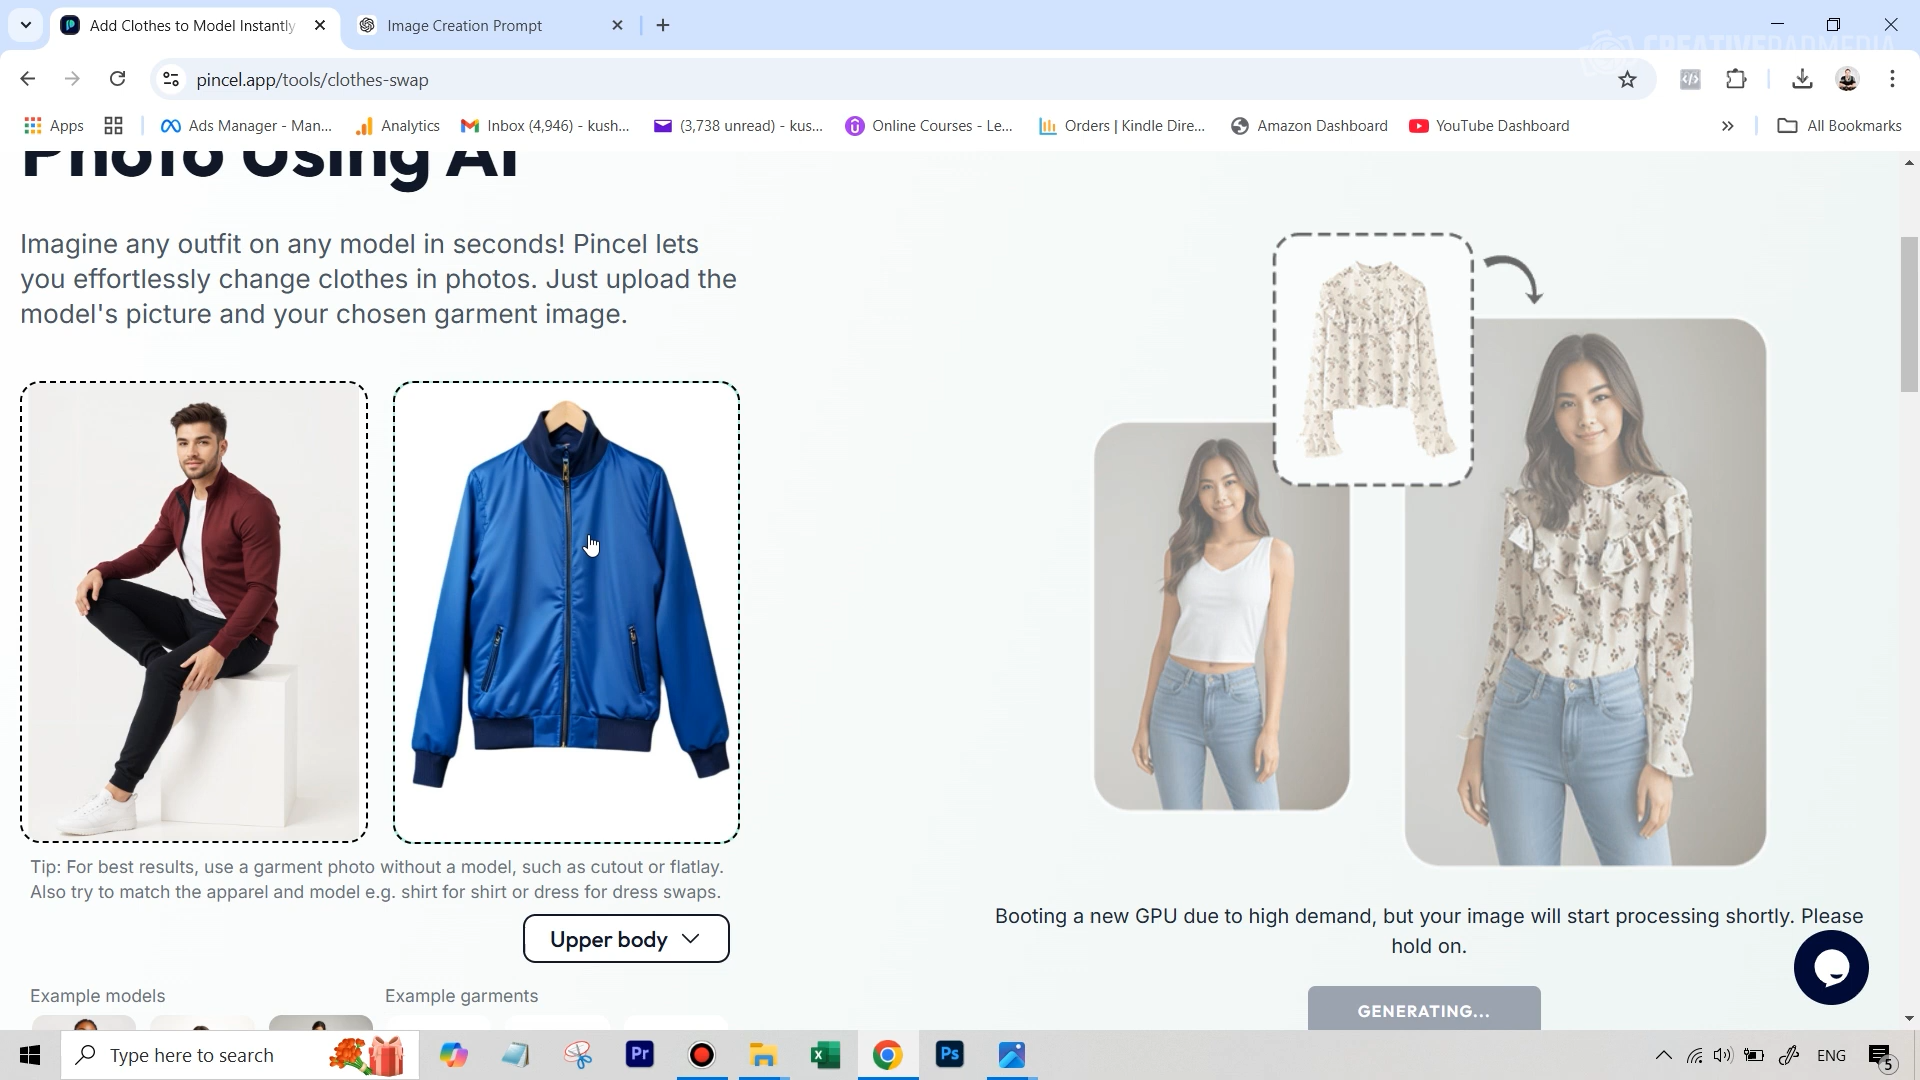 Add Clothes to Model Instantly
Image Creation Prompt
CREATIVEDADMEDIA
pincel.app/tools/clothes-swap
Apps
Ads Manager - Man...
Analytics
Inbox (4,946) - kush...
(3,738 unread) - kus...
Online Courses - Le...
Orders | Kindle Dire...
Amazon Dashboard
YouTube Dashboard
All Bookmarks
Photo Using AI
Imagine any outfit on any model in seconds! Pincel lets
you effortlessly change clothes in photos. Just upload the
model's picture and your chosen garment image.
Tip: For best results, use a garment photo without a model, such as cutout or flatlay.
Also try to match the apparel and model e.g. shirt for shirt or dress for dress swaps.
Upper body
Example models
Example garments
Booting a new GPU due to high demand, but your image will start processing shortly. Please
hold on.
GENERATING...
Type here to search
Pr
Ps
ENG
5